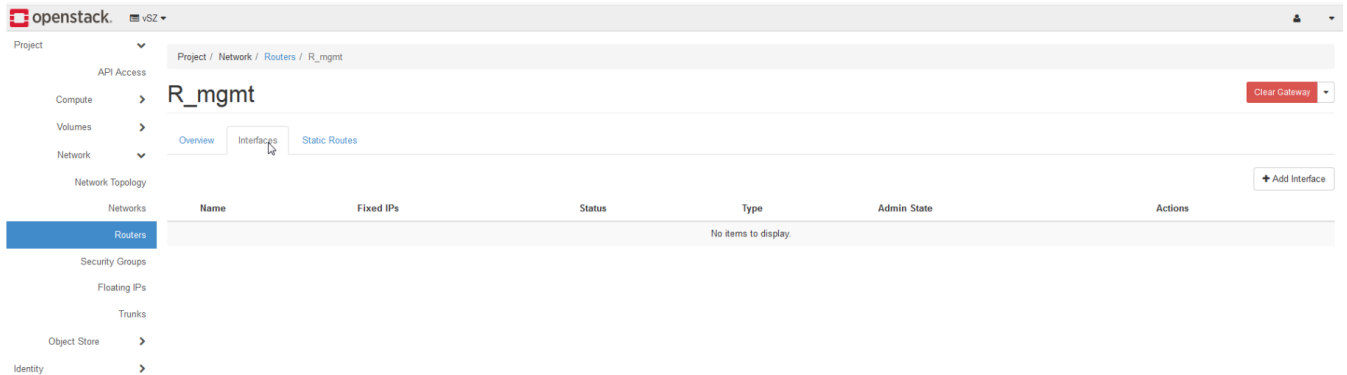 openstack. vSZ
Project
API Access
Compute
Volumes
Network
Network Topology
Networks
Routers
Security Groups
Floating IPs
Trunks
Object Store
Identity
Project / Network / Routers / R_mgmt
R_mgmt
Clear Gateway
Overview Interfaces Static Routes
+ Add Interface
Name Fixed IPs Status Type Admin State Actions
No items to display.